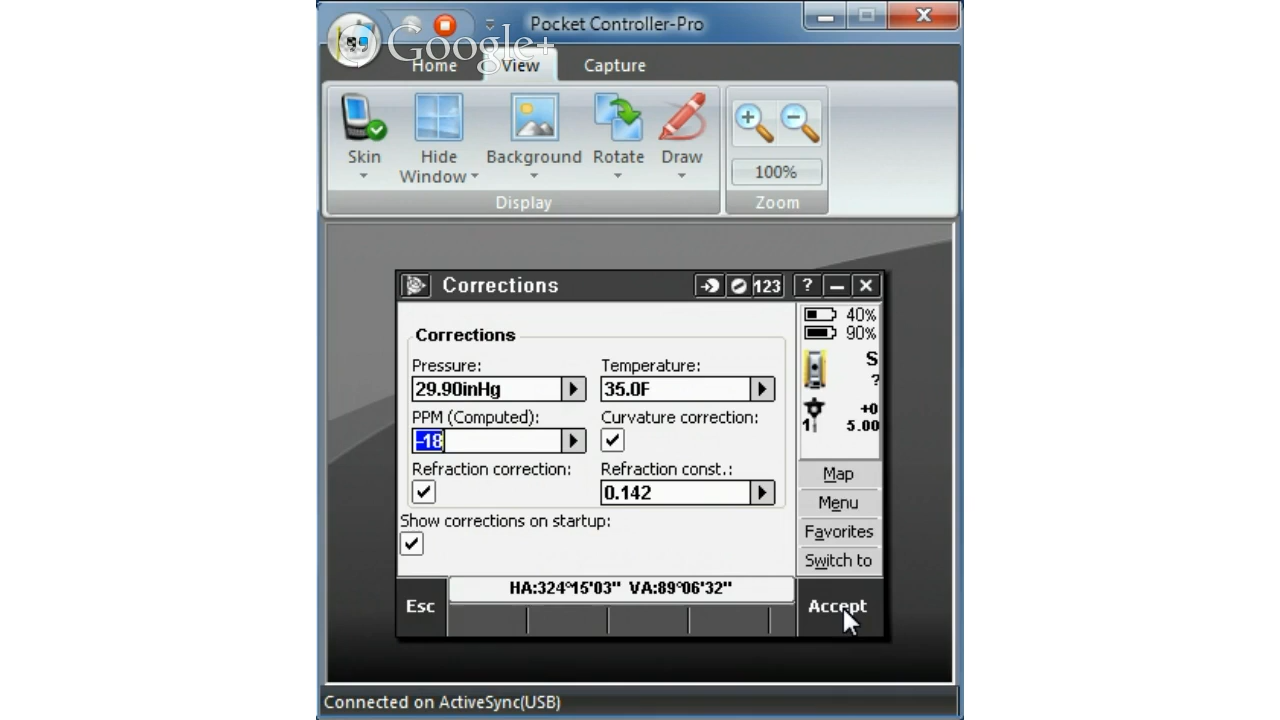 Pocket Controller-Pro
Google+
Home View Capture
Skin Hide Window Background Rotate Draw
100%
Display Zoom
Corrections 123 ?
40%
90%
Corrections
Pressure: Temperature:
29.90inHg 35.0F
S
?
PPM (Computed): Curvature correction:
-18
+0
1 5.00
Refraction correction: Refraction const.:
0.142
Show corrections on startup:
Map
Menu
Favorites
Switch to
HA:324°15'03" VA:89°06'32"
Esc Accept
Connected on ActiveSync(USB)